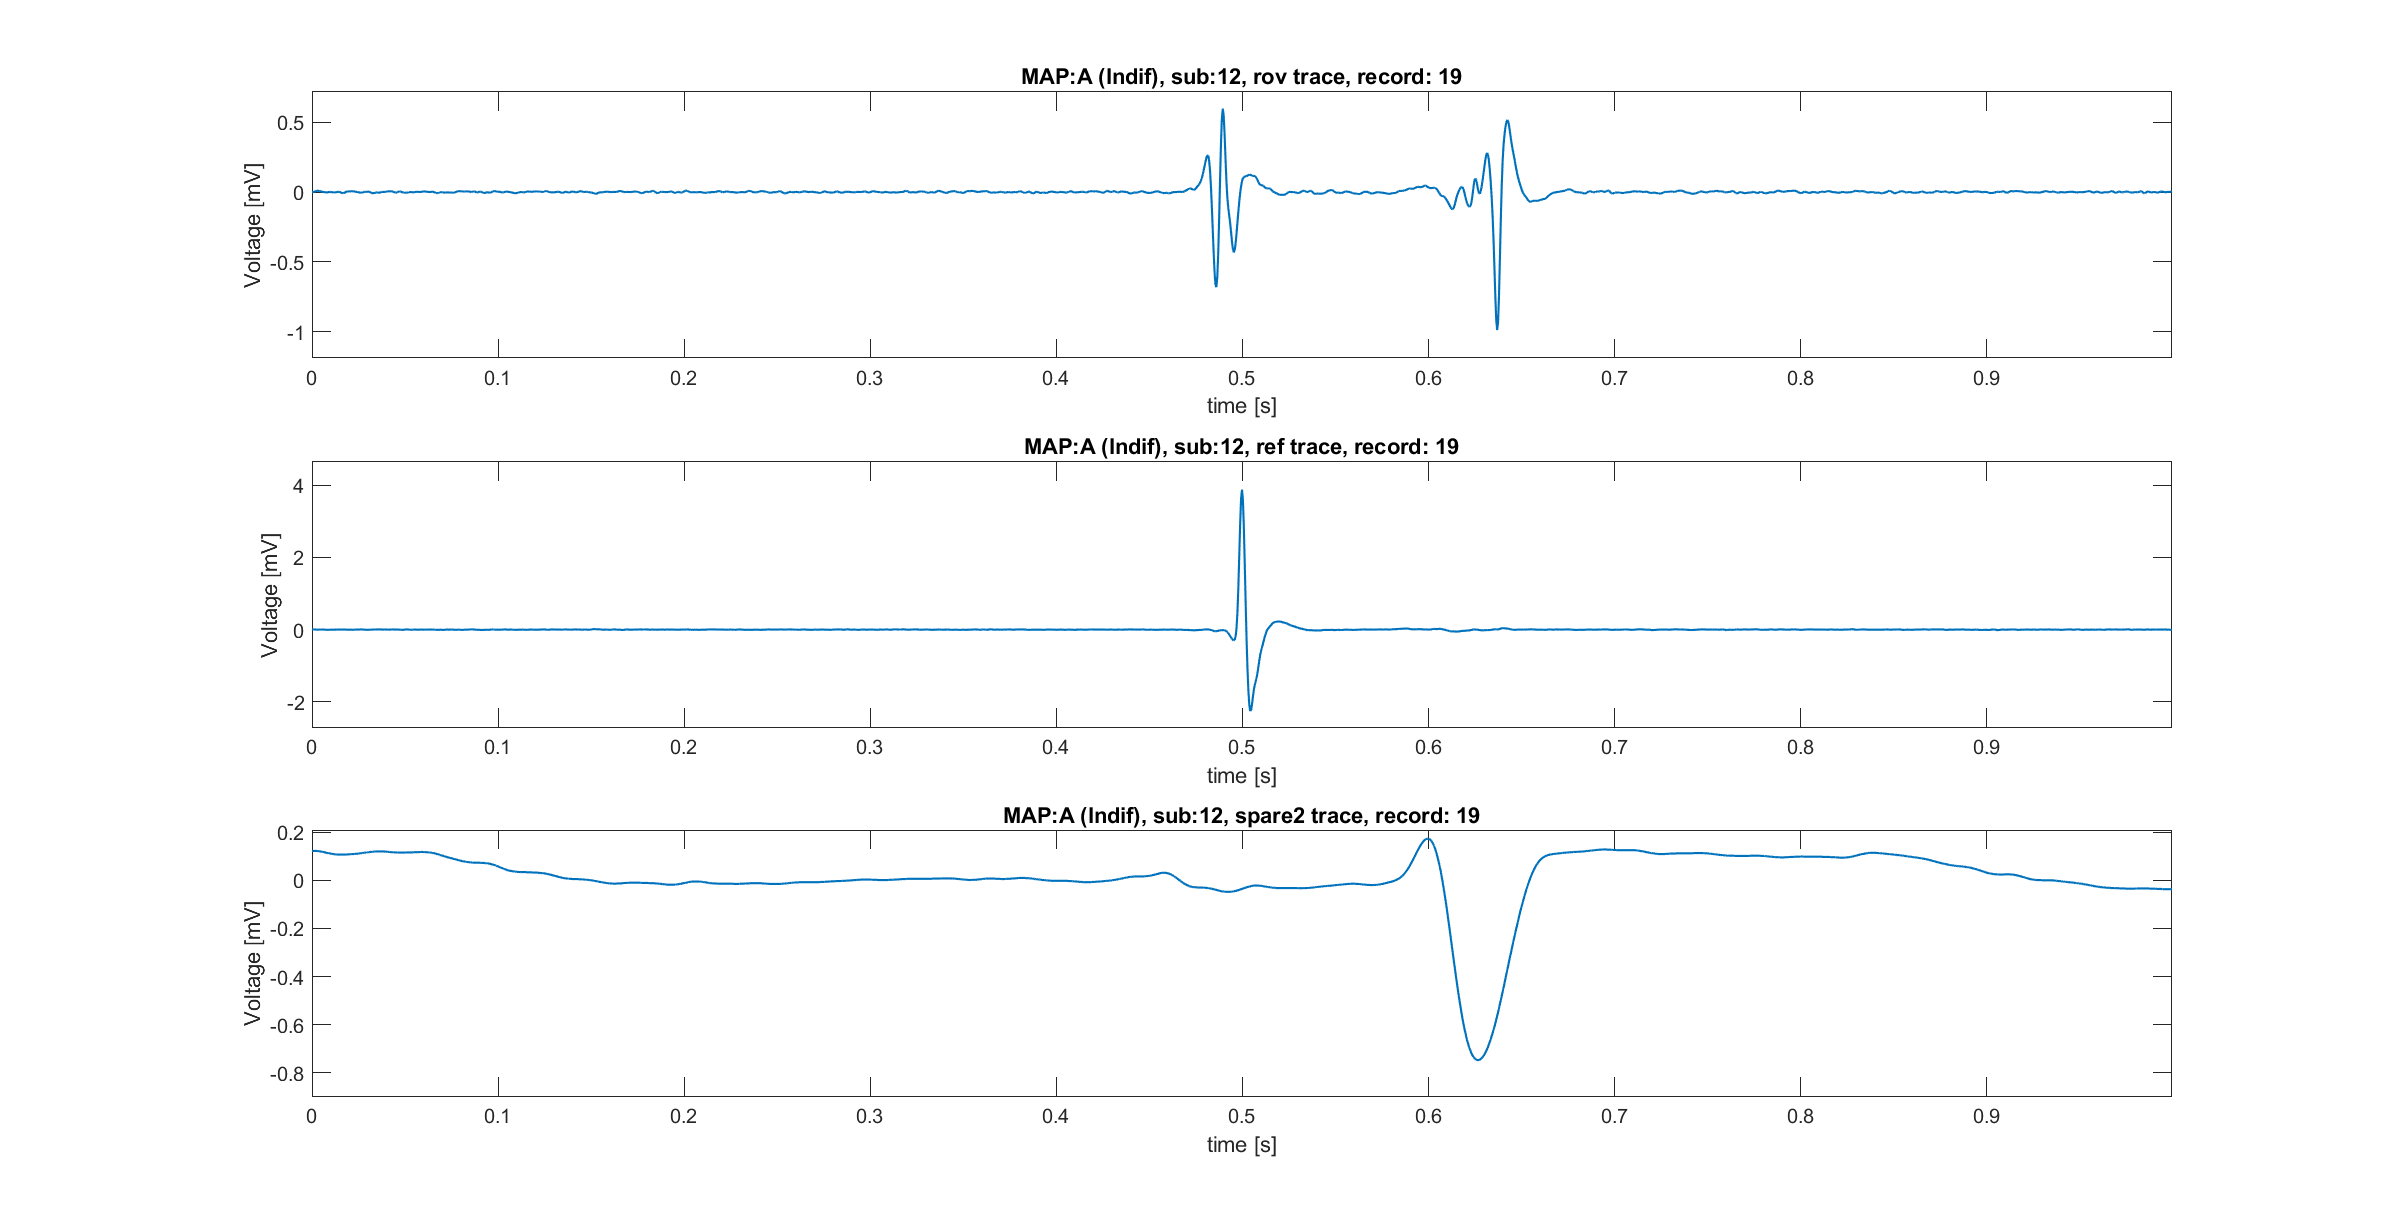 MAP:A (Indif), sub:12, rov trace, record: 19
0.5
0
-0.5
-1
Voltage [mV]
0 0.1 0.2 0.3 0.4 0.5 0.6 0.7 0.8 0.9
time [s]
MAP:A (Indif), sub:12, ref trace, record: 19
4
2
0
-2
Voltage [mV]
0 0.1 0.2 0.3 0.4 0.5 0.6 0.7 0.8 0.9
time [s]
MAP:A (Indif), sub:12, spare2 trace, record: 19
0.2
0
-0.2
-0.4
-0.6
-0.8
Voltage [mV]
0 0.1 0.2 0.3 0.4 0.5 0.6 0.7 0.8 0.9
time [s]